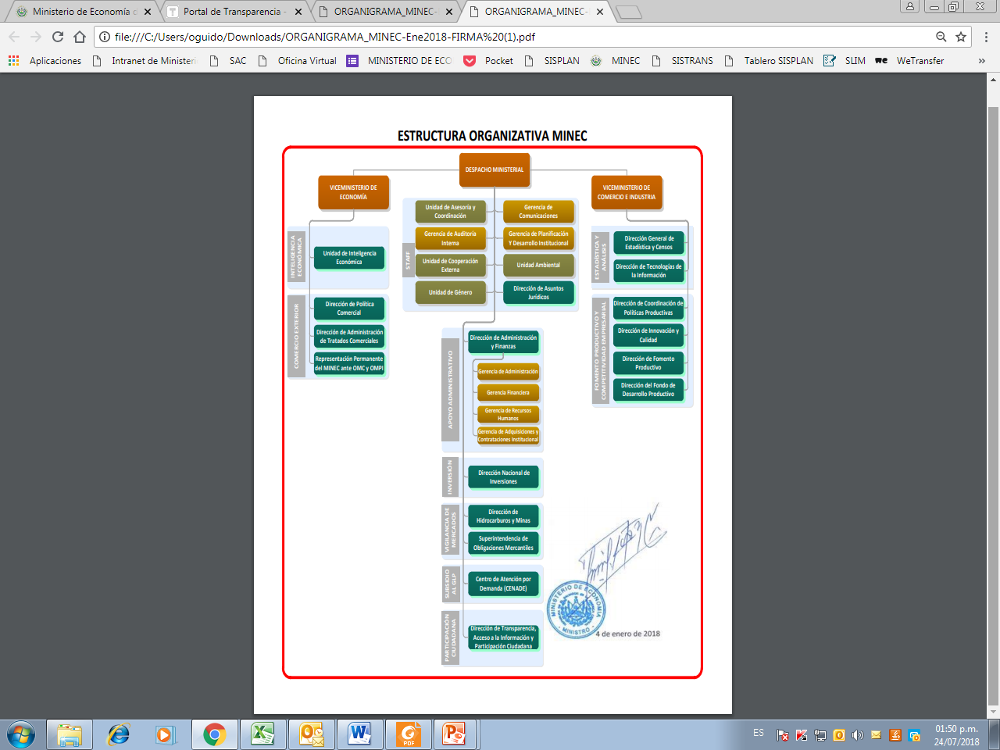 Ministerio de Economía d
Portal de Transparencia -
ORGANIGRAMA_MINEC-
ORGANIGRAMA_MINEC-
file:///C:/Users/oguido/Downloads/ORGANIGRAMA_MINEC-Ene2018-FIRMA%20(1).pdf
Aplicaciones
Intranet de Ministeri
SAC
Oficina Virtual
MINISTERIO DE ECO
Pocket
SISPLAN
MINEC
SISTRANS
Tablero SISPLAN
SLIM
WeTransfer
ESTRUCTURA ORGANIZATIVA MINEC
DESPACHO MINISTERIAL
VICEMINISTERIO DE
ECONOMÍA
VICEMINISTERIO DE
COMERCIO E INDUSTRIA
STAFF
Unidad de Asesoría y
Coordinación
Gerencia de
Comunicaciones
Gerencia de Auditoría
Interna
Gerencia de Planificación
Y Desarrollo Institucional
Unidad de Cooperación
Externa
Unidad Ambiental
Unidad de Género
Dirección de Asuntos
Jurídicos
INTELIGENCIA
ECONÓMICA
Unidad de Inteligencia
Económica
COMERCIO EXTERIOR
Dirección de Política
Comercial
Dirección de Administración
de Tratados Comerciales
Representación Permanente
del MINEC ante OMC y OMPI
ESTADÍSTICA Y
ANÁLISIS
Dirección General de
Estadística y Censos
Dirección de Tecnologías de
la Información
FOMENTO PRODUCTIVO Y
COMPETITIVIDAD EMPRESARIAL
Dirección de Coordinación de
Políticas Productivas
Dirección de Innovación y
Calidad
Dirección de Fomento
Productivo
Dirección del Fondo de
Desarrollo Productivo
APOYO ADMINISTRATIVO
Dirección de Administración
y Finanzas
Gerencia de Administración
Gerencia Financiera
Gerencia de Recursos
Humanos
Gerencia de Adquisiciones y
Contrataciones Institucional
INVERSIÓN
Dirección Nacional de
Inversiones
VIGILANCIA DE
MERCADOS
Dirección de
Hidrocarburos y Minas
Superintendencia de
Obligaciones Mercantiles
SUBSIDIO
AL GLP
Centro de Atención por
Demanda (CENADE)
PARTICIPACIÓN
CIUDADANA
Dirección de Transparencia,
Acceso a la Información y
Participación Ciudadana
MINISTERIO DE ECONOMIA
MINISTRO
4 de enero de 2018
PDF
ES
01:50 p.m.
24/07/2018